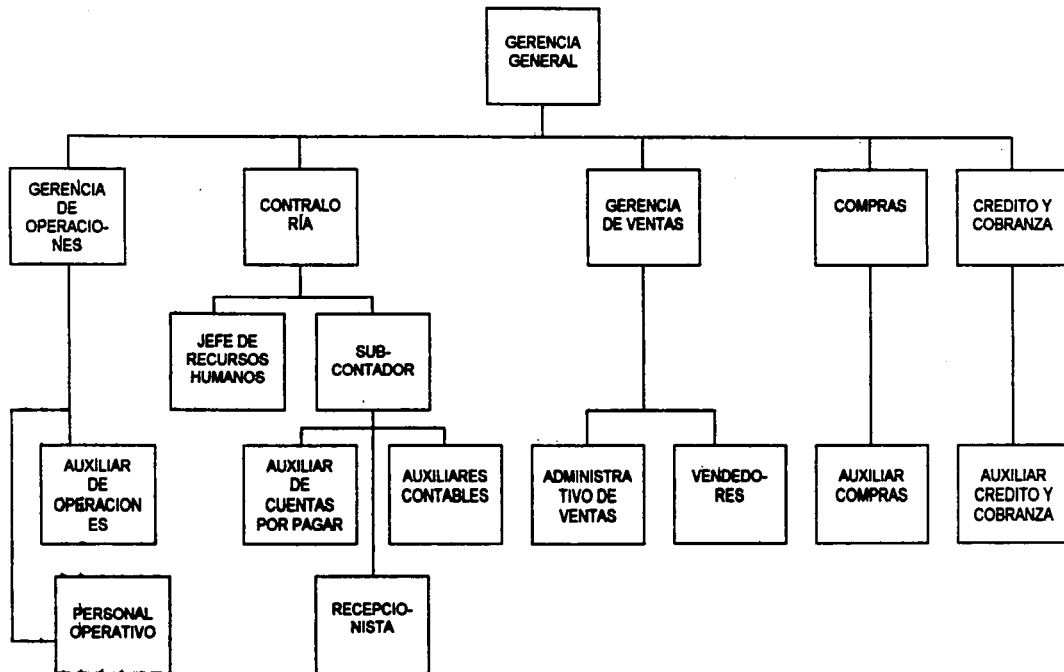 GERENCIA
GENERAL
GERENCIA
DE
OPERACIO-
NES
CONTRALO
RÍA
GERENCIA
DE VENTAS
COMPRAS
CREDITO Y
COBRANZA
JEFE DE
RECURSOS
HUMANOS
SUB-
CONTADOR
AUXILIAR
DE
OPERACION
ES
AUXILIAR
DE
CUENTAS
POR PAGAR
AUXILIARES
CONTABLES
ADMINISTRA
TIVO DE
VENTAS
VENDEDO-
RES
AUXILIAR
COMPRAS
AUXILIAR
CREDITO Y
COBRANZA
PERSONAL
OPERATIVO
RECEPCIO-
NISTA